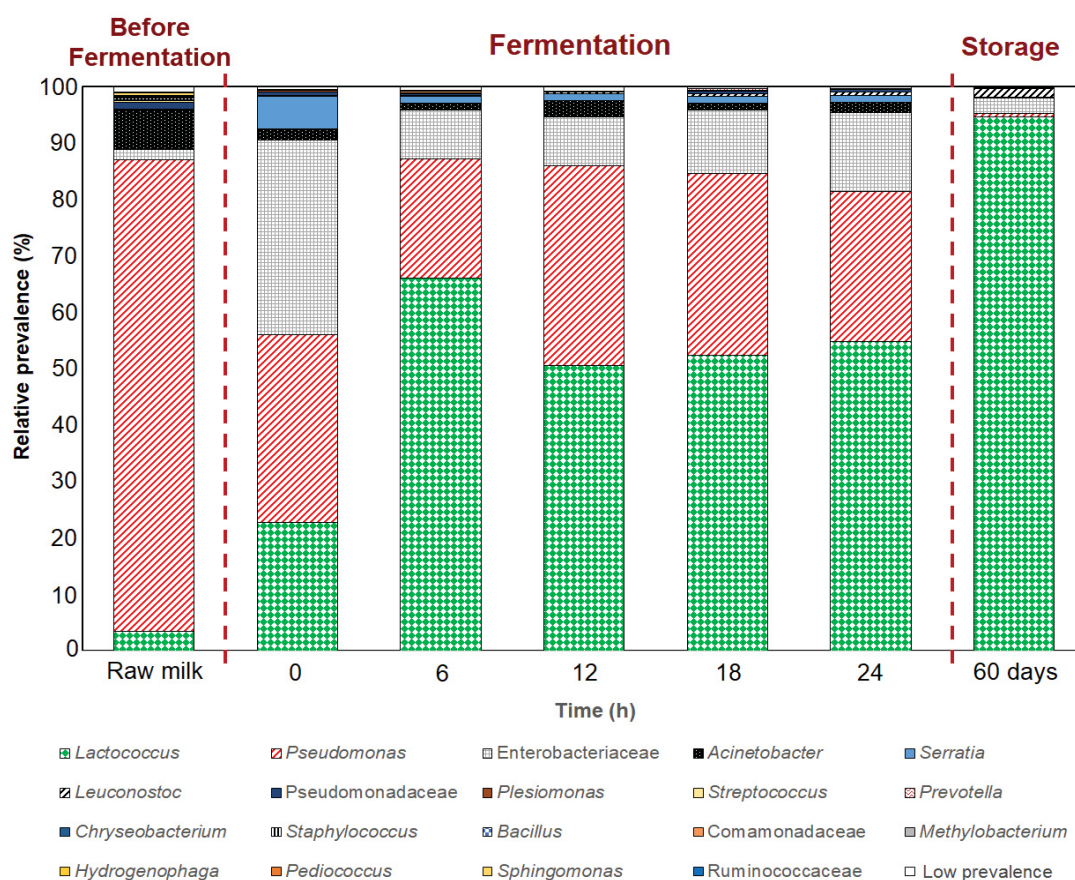 Before
Fermentation
Fermentation
Storage
Relative prevalence (%)
100
90
80
70
60
50
40
30
20
10
0
Raw milk 0 6 12 18 24 60 days
Time (h)
Lactococcus Pseudomonas Enterobacteriaceae Acinetobacter Serratia
Leuconostoc Pseudomonadaceae Plesiomonas Streptococcus Prevotella
Chryseobacterium Staphylococcus Bacillus Comamonadaceae Methylobacterium
Hydrogenophaga Pediococcus Sphingomonas Ruminococcaceae Low prevalence